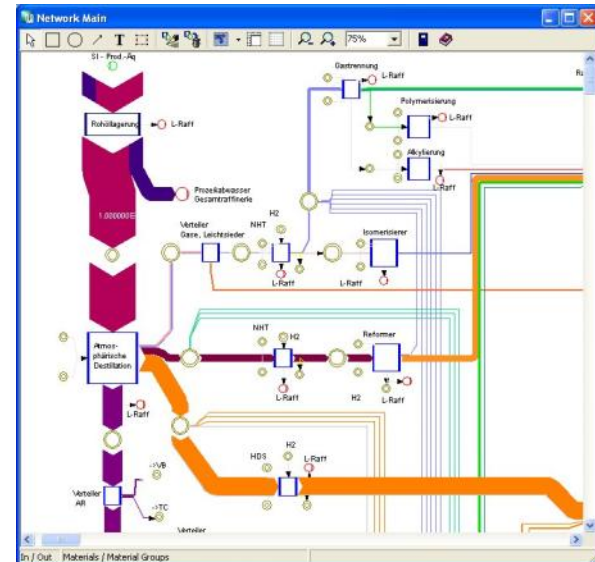 Network Main
T
75%
SI - Prod.-Äq
Gastrennung
L-Raff
Polymerisierung
L-Raff
Rohöllagerung
L-Raff
Alkylierung
L-Raff
Prozeßabwasser
Gesamtraffinerie
1.000000E
Verteiler
Gase, Leichtsieder
NHT
H2
Isomerisierer
L-Raff
L-Raff
NHT
H2
Reformer
Atmos-
phärische
Destillation
L-Raff
H2
L-Raff
L-Raff
HDS
H2
L-Raff
->VB
Verteiler
AR
->TC
Verteiler
In / Out
Materials / Material Groups